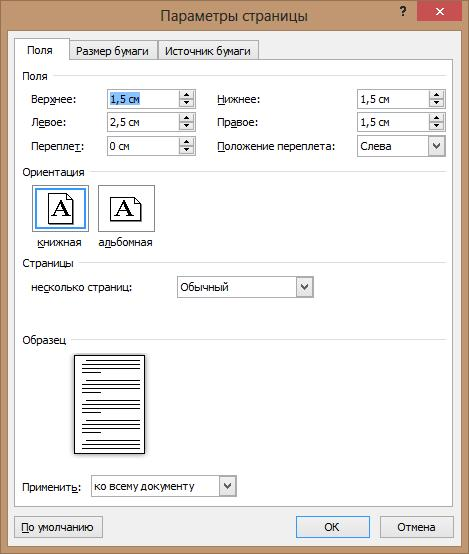 Параметры страницы
?
Поля Размер бумаги Источник бумаги
Поля
Верхнее: 1,5 см Нижнее: 1,5 см
Левое: 2,5 см Правое: 1,5 см
Переплет: 0 см Положение переплета: Слева
Ориентация
A A
книжная альбомная
Страницы
несколько страниц: Обычный
Образец
Применить: ко всему документу
По умолчанию ОК Отмена